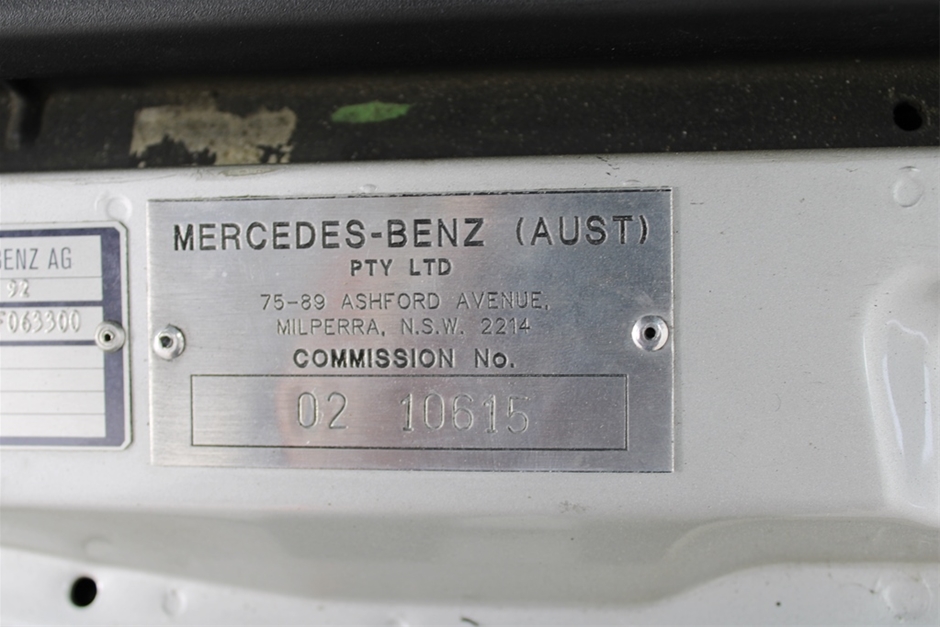 BENZ AG
92
F063300
MERCEDES-BENZ (AUST)
PTY LTD
75-89 ASHFORD AVENUE,
MILPERRA, N.S.W. 2214
COMMISSION No.
02 10615